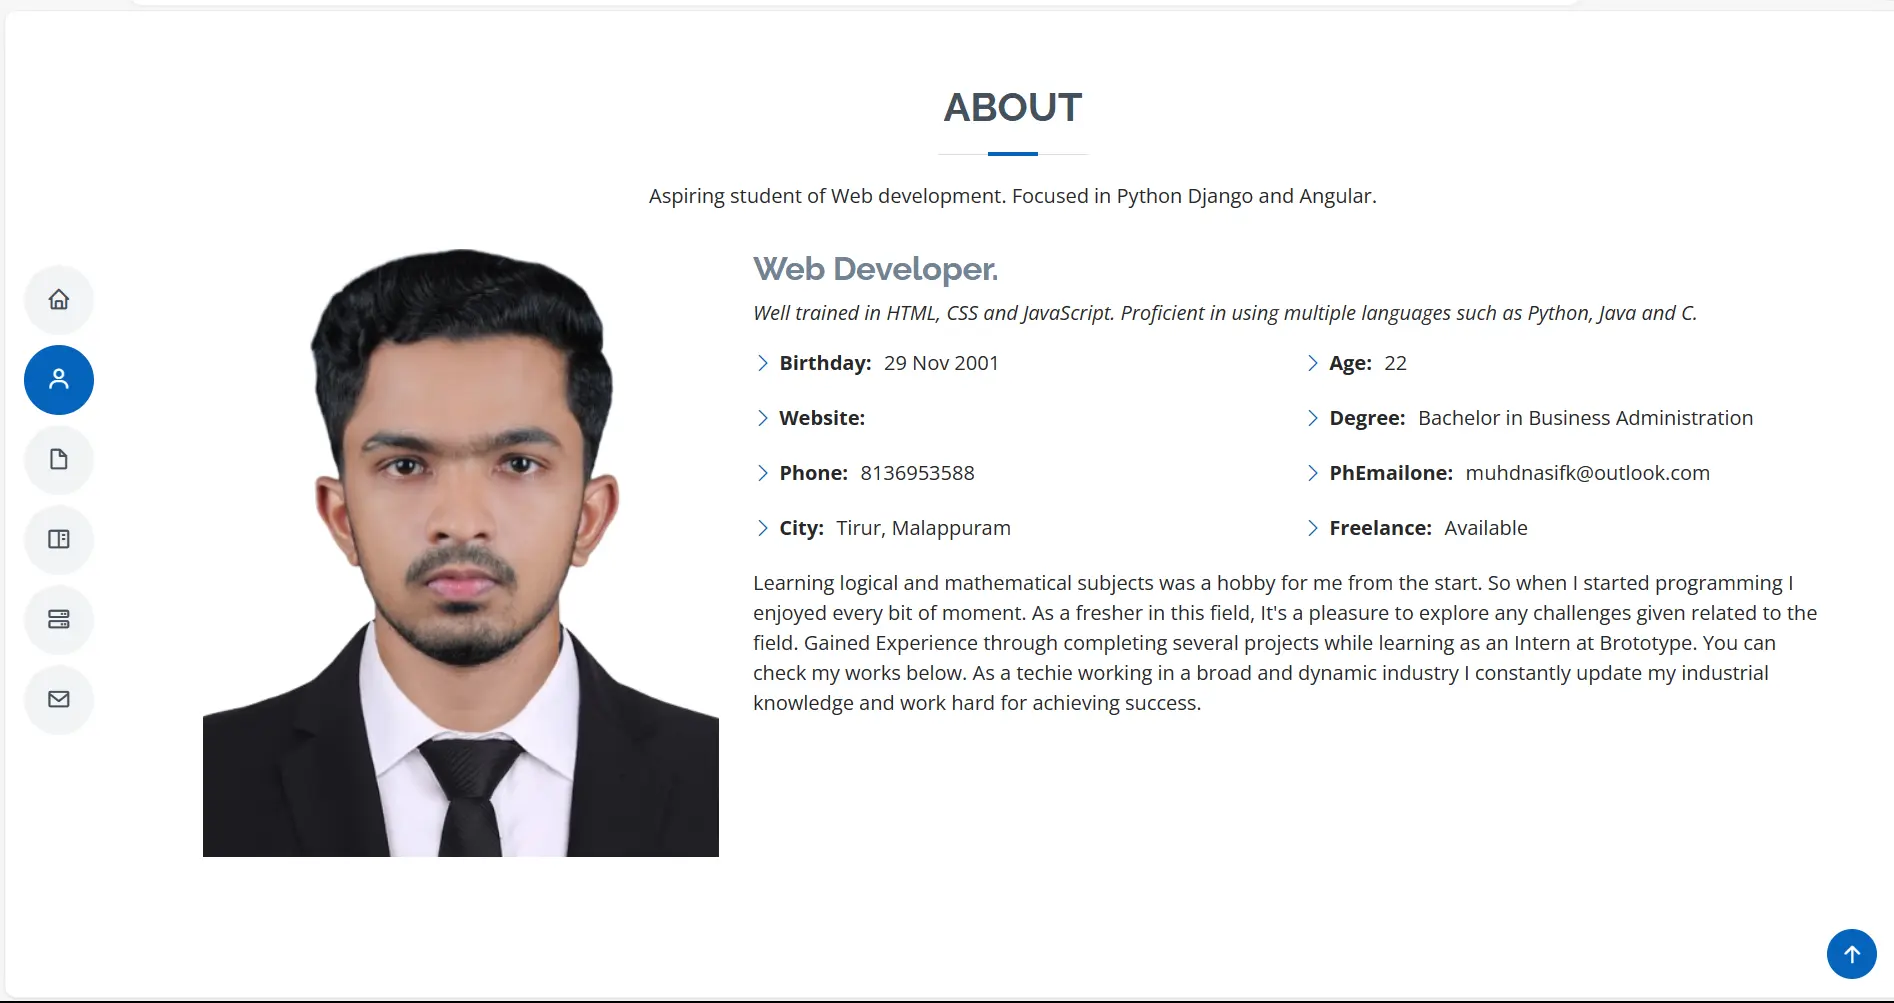 ABOUT
Aspiring student of Web development. Focused in Python Django and Angular.
Web Developer.
Well trained in HTML, CSS and JavaScript. Proficient in using multiple languages such as Python, Java and C.
Birthday: 29 Nov 2001
Age: 22
Website:
Degree: Bachelor in Business Administration
Phone: 8136953588
PhEmailone: muhdnasifk@outlook.com
City: Tirur, Malappuram
Freelance: Available
Learning logical and mathematical subjects was a hobby for me from the start. So when I started programming I
enjoyed every bit of moment. As a fresher in this field, It's a pleasure to explore any challenges given related to the
field. Gained Experience through completing several projects while learning as an Intern at Brototype. You can
check my works below. As a techie working in a broad and dynamic industry I constantly update my industrial
knowledge and work hard for achieving success.